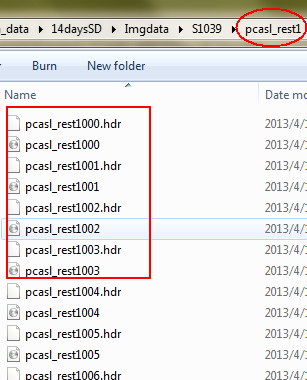 _data ▸ 14daysSD ▸ Imgdata ▸ S1039 ▸ pcasl_rest1
Burn New folder
Name Date mo
pcasl_rest1000.hdr 2013/4/1
pcasl_rest1000 2013/4/1
pcasl_rest1001.hdr 2013/4/1
pcasl_rest1001 2013/4/1
pcasl_rest1002.hdr 2013/4/1
pcasl_rest1002 2013/4/1
pcasl_rest1003.hdr 2013/4/1
pcasl_rest1003 2013/4/1
pcasl_rest1004.hdr 2013/4/1
pcasl_rest1004 2013/4/1
pcasl_rest1005.hdr 2013/4/1
pcasl_rest1005 2013/4/1
pcasl_rest1006.hdr 2013/4/1